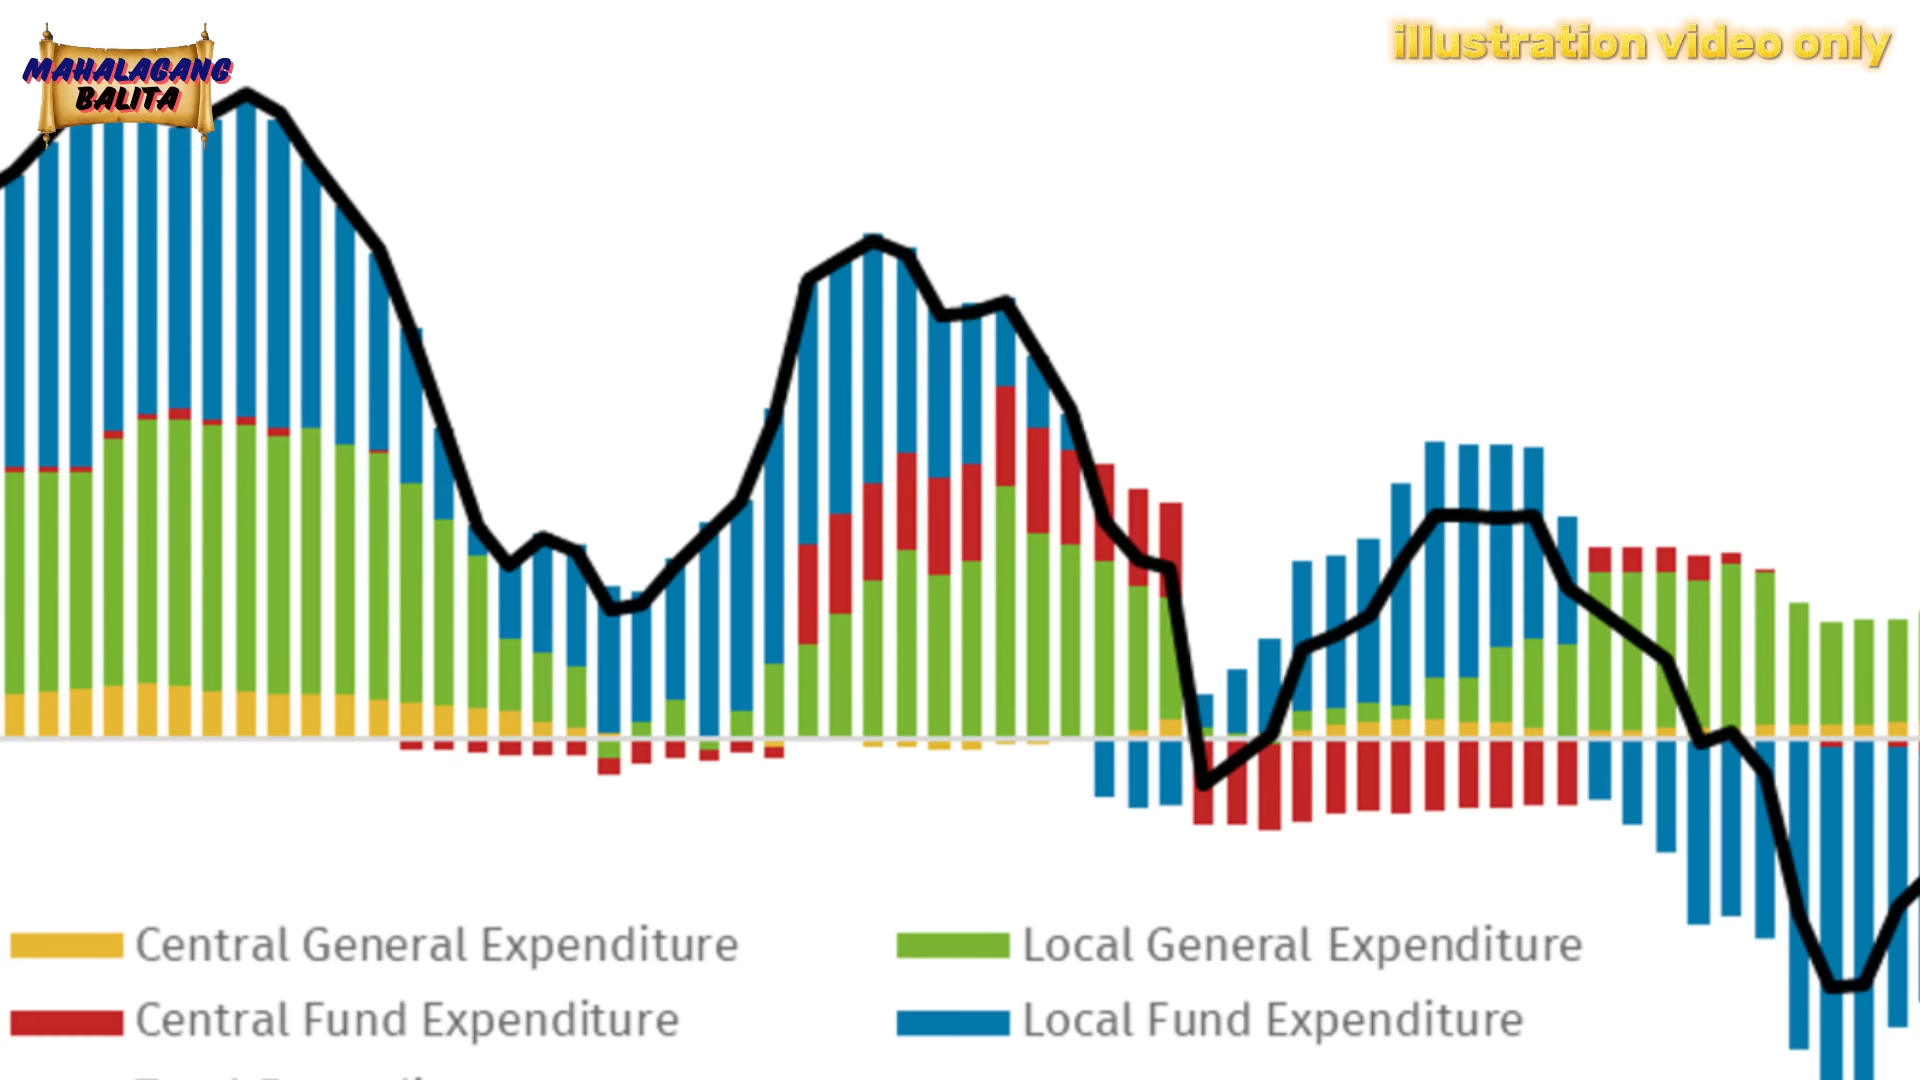 MAHALAGANG
BALITA
illustration video only
Central General Expenditure
Local General Expenditure
Central Fund Expenditure
Local Fund Expenditure